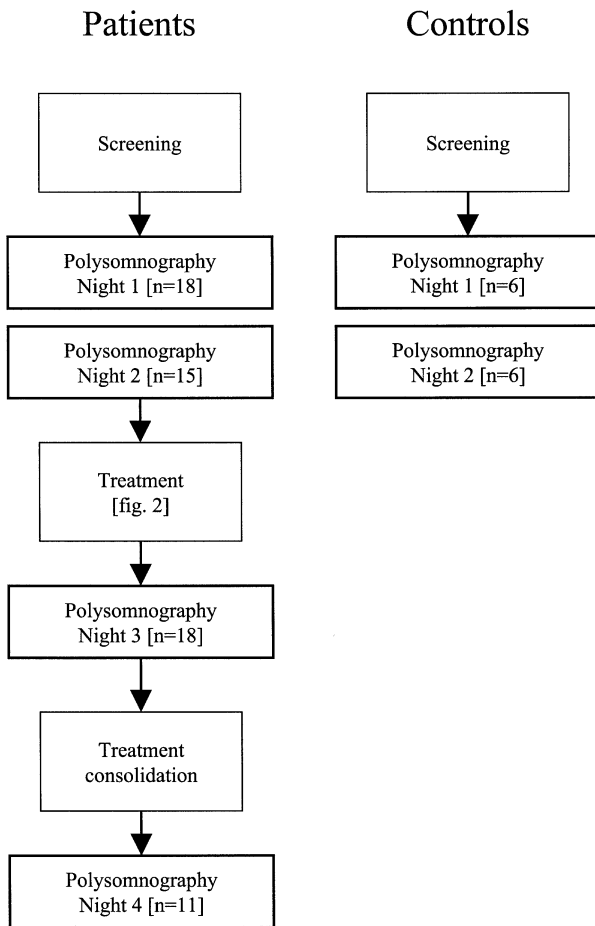 Patients
Controls
Screening
Screening
Polysomnography
Night 1 [n=18]
Polysomnography
Night 1 [n=6]
Polysomnography
Night 2 [n=15]
Polysomnography
Night 2 [n=6]
Treatment
[fig. 2]
Polysomnography
Night 3 [n=18]
Treatment
consolidation
Polysomnography
Night 4 [n=11]